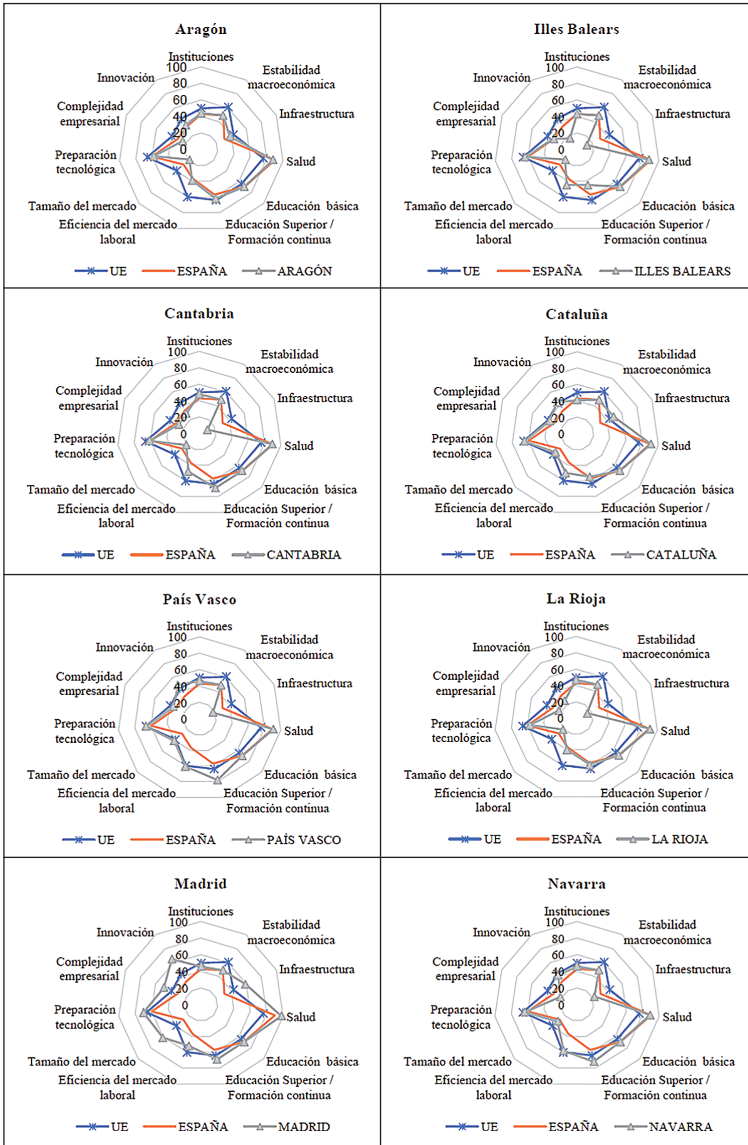 Aragón
Instituciones
Estabilidad
macroeconómica
Infraestructura
Salud
Educación básica
Educación Superior /
Formación continua
Eficiencia del mercado
laboral
Tamaño del mercado
Preparación
tecnológica
Complejidad
empresarial
Innovación
100
80
60
40
20
0
UE ESPAÑA ARAGÓN
Illes Balears
Instituciones
Estabilidad
macroeconómica
Infraestructura
Salud
Educación básica
Educación Superior /
Formación continua
Eficiencia del mercado
laboral
Tamaño del mercado
Preparación
tecnológica
Complejidad
empresarial
Innovación
100
80
60
40
20
0
UE ESPAÑA ILLES BALEARS
Cantabria
Instituciones
Estabilidad
macroeconómica
Infraestructura
Salud
Educación básica
Educación Superior /
Formación continua
Eficiencia del mercado
laboral
Tamaño del mercado
Preparación
tecnológica
Complejidad
empresarial
Innovación
100
80
60
40
20
0
UE ESPAÑA CANTABRIA
Cataluña
Instituciones
Estabilidad
macroeconómica
Infraestructura
Salud
Educación básica
Educación Superior /
Formación continua
Eficiencia del mercado
laboral
Tamaño del mercado
Preparación
tecnológica
Complejidad
empresarial
Innovación
100
80
60
40
20
0
UE ESPAÑA CATALUÑA
País Vasco
Instituciones
Estabilidad
macroeconómica
Infraestructura
Salud
Educación básica
Educación Superior /
Formación continua
Eficiencia del mercado
laboral
Tamaño del mercado
Preparación
tecnológica
Complejidad
empresarial
Innovación
100
80
60
40
20
0
UE ESPAÑA PAÍS VASCO
La Rioja
Instituciones
Estabilidad
macroeconómica
Infraestructura
Salud
Educación básica
Educación Superior /
Formación continua
Eficiencia del mercado
laboral
Tamaño del mercado
Preparación
tecnológica
Complejidad
empresarial
Innovación
100
80
60
40
20
0
UE ESPAÑA LA RIOJA
Madrid
Instituciones
Estabilidad
macroeconómica
Infraestructura
Salud
Educación básica
Educación Superior /
Formación continua
Eficiencia del mercado
laboral
Tamaño del mercado
Preparación
tecnológica
Complejidad
empresarial
Innovación
100
80
60
40
20
0
UE ESPAÑA MADRID
Navarra
Instituciones
Estabilidad
macroeconómica
Infraestructura
Salud
Educación básica
Educación Superior /
Formación continua
Eficiencia del mercado
laboral
Tamaño del mercado
Preparación
tecnológica
Complejidad
empresarial
Innovación
100
80
60
40
20
0
UE ESPAÑA NAVARRA